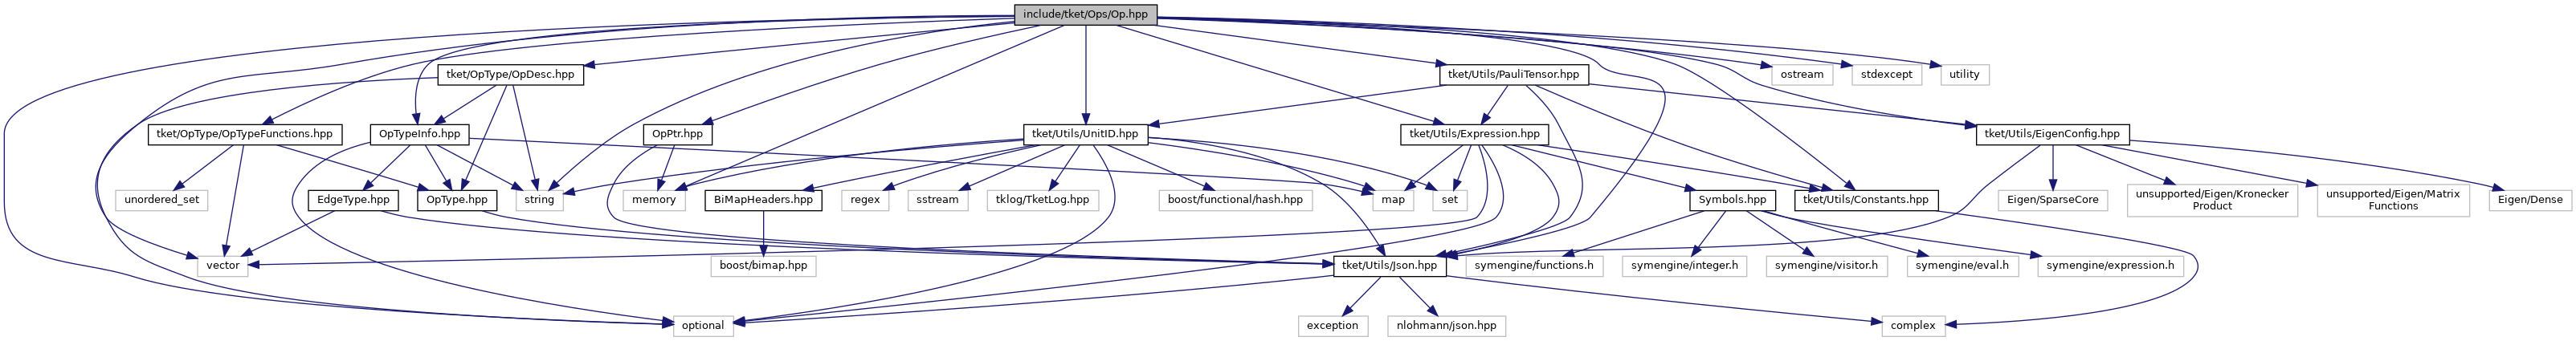 include/tket/Ops/Op.hpp
tket/OpType/OpDesc.hpp
tket/Utils/PauliTensor.hpp
ostream
stdexcept
utility
tket/OpType/OpTypeFunctions.hpp
OpTypeInfo.hpp
OpPtr.hpp
tket/Utils/UnitID.hpp
tket/Utils/Expression.hpp
tket/Utils/EigenConfig.hpp
unordered_set
EdgeType.hpp
OpType.hpp
string
memory
BiMapHeaders.hpp
regex
sstream
tklog/TketLog.hpp
boost/functional/hash.hpp
map
set
Symbols.hpp
tket/Utils/Constants.hpp
Eigen/SparseCore
unsupported/Eigen/Kronecker
Product
unsupported/Eigen/Matrix
Functions
Eigen/Dense
vector
boost/bimap.hpp
tket/Utils/Json.hpp
symengine/functions.h
symengine/integer.h
symengine/visitor.h
symengine/eval.h
symengine/expression.h
optional
exception
nlohmann/json.hpp
complex